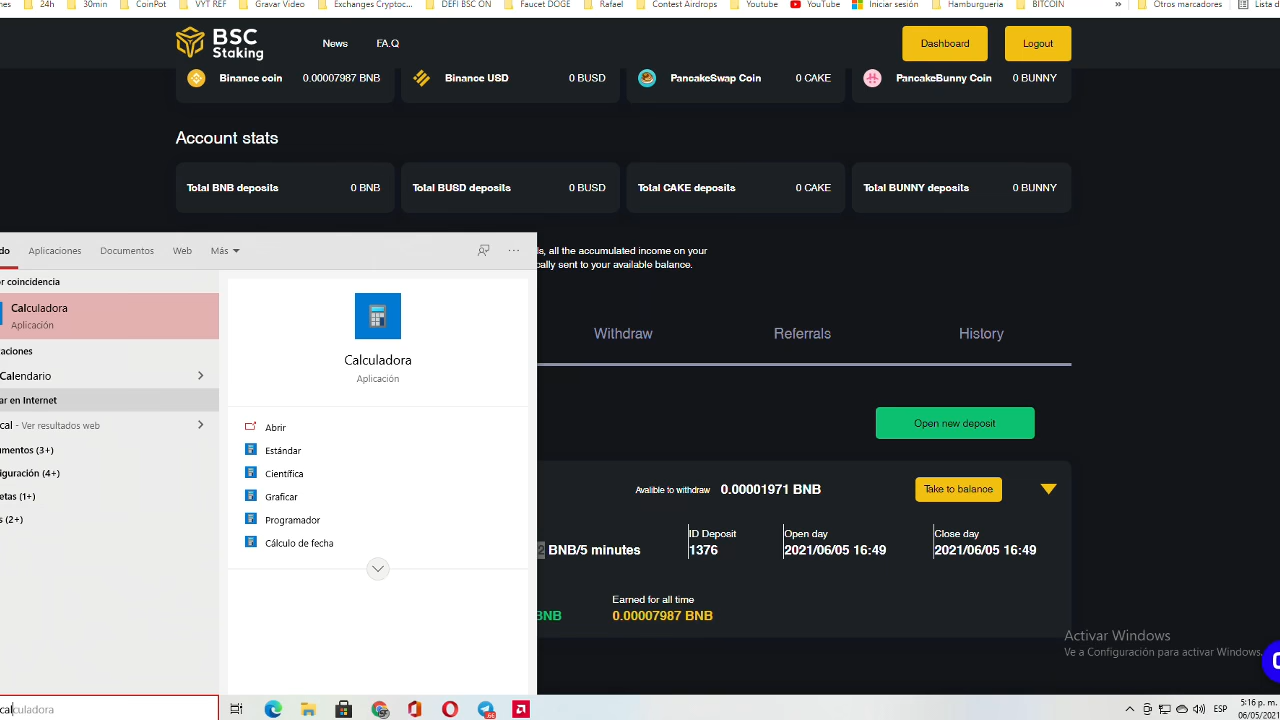 24h
30min
CoinPot
VYT REF
Gravar Video
Exchanges Cryptoc...
DEFI BSC ON
Faucet DOGE
Rafael
Contest Airdrops
Youtube
YouTube
Iniciar sesión
Hamburgueria
BITCOIN
»
Otros marcadores
Lista d
BSC
Staking
News
F.A.Q
Dashboard
Logout
Binance coin
0.00007987 BNB
Binance USD
0 BUSD
PancakeSwap Coin
0 CAKE
PancakeBunny Coin
0 BUNNY
Account stats
Total BNB deposits
0 BNB
Total BUSD deposits
0 BUSD
Total CAKE deposits
0 CAKE
Total BUNNY deposits
0 BUNNY
s, all the accumulated income on your
cally sent to your available balance.
Withdraw
Referrals
History
Open new deposit
Avalible to withdraw
0.00001971 BNB
Take to balance
2 BNB/5 minutes
ID Deposit
1376
Open day
2021/06/05 16:49
Close day
2021/06/05 16:49
BNB
Earned for all time
0.00007987 BNB
do
Aplicaciones
Documentos
Web
Más
...
r coincidencia
Calculadora
Aplicación
aciones
Calendario
ar en Internet
cal - Ver resultados web
umentos (3+)
guración (4+)
etas (1+)
s (2+)
Calculadora
Aplicación
Abrir
Estándar
Científica
Graficar
Programador
Cálculo de fecha
Activar Windows
Ve a Configuración para activar Windows.
calculadora
66
ESP
5:16 p. m.
06/05/2021